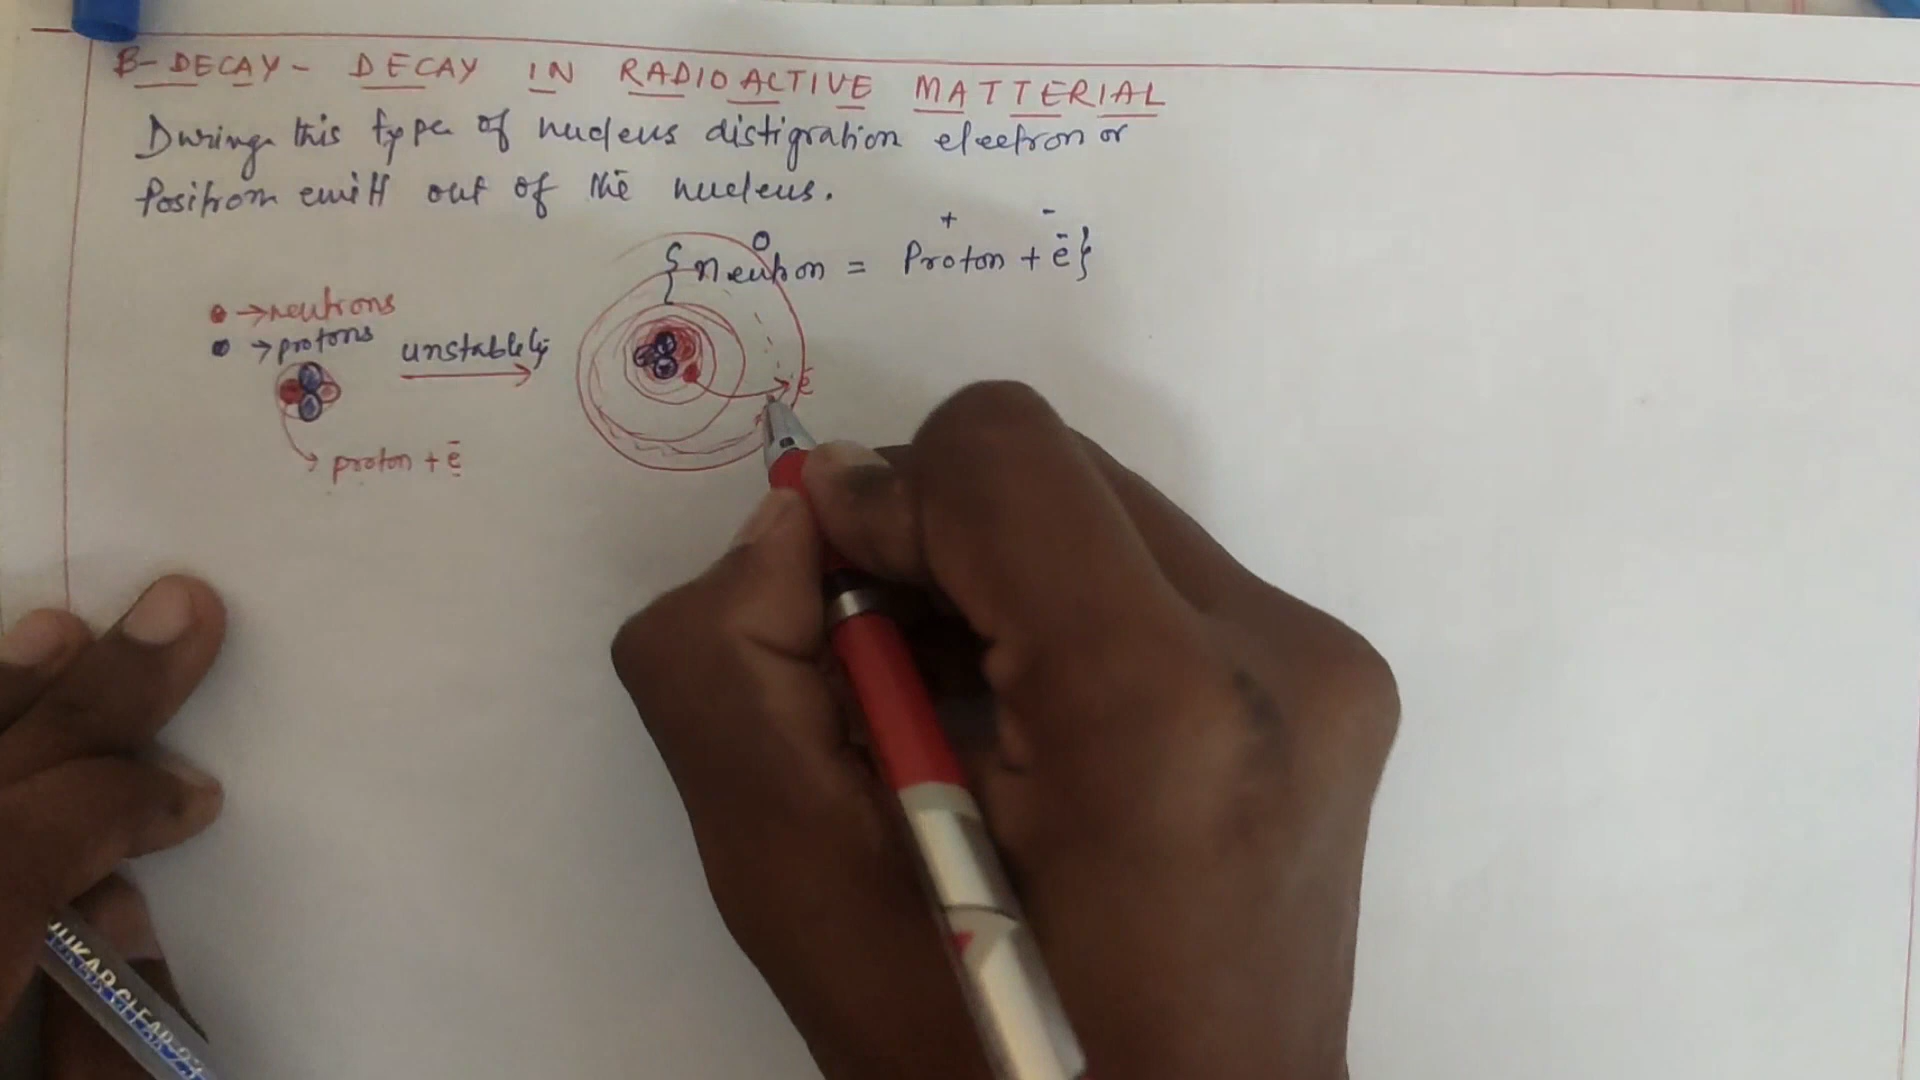 B-DECAY - DECAY IN RADIOACTIVE MATTERIAL
During this type of nucleus distigration electron or
Positron emitt out of the nucleus.
{neutron = Proton + e̅}
0 + -
→neutrons
→protons
unstablely
e̅
proton + e̅